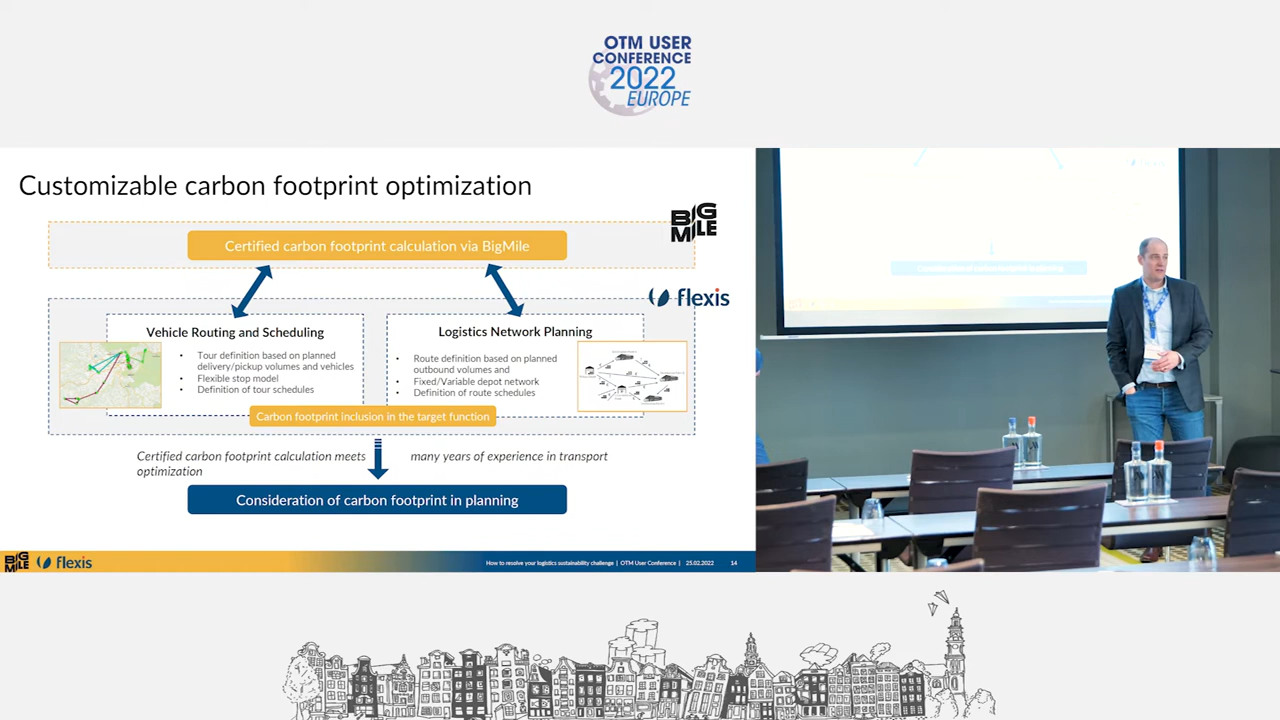 OTM USER
CONFERENCE
2022
EUROPE
Customizable carbon footprint optimization
BIG
MILE
Certified carbon footprint calculation via BigMile
flexis
Vehicle Routing and Scheduling
• Tour definition based on planned
delivery/pickup volumes and vehicles
• Flexible stop model
• Definition of tour schedules
Logistics Network Planning
• Route definition based on planned
outbound volumes and
• Fixed/Variable depot network
• Definition of route schedules
Carbon footprint inclusion in the target function
Certified carbon footprint calculation meets many years of experience in transport
optimization
Consideration of carbon footprint in planning
BIG
MILE
flexis
How to resolve your logistics sustainability challenge | OTM User Conference | 25.02.2022 14
flexis